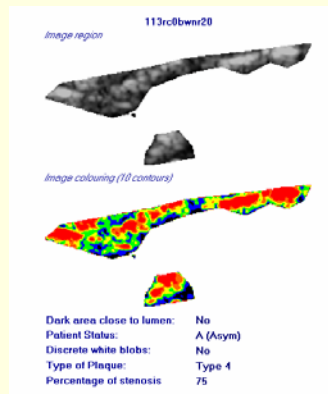 113rc0bwnr20
Image region
Image colouring (10 contours)
Dark area close to lumen: No
Patient Status: A (Asym)
Discrete white blobs: No
Type of Plaque: Type 4
Percentage of stenosis 75